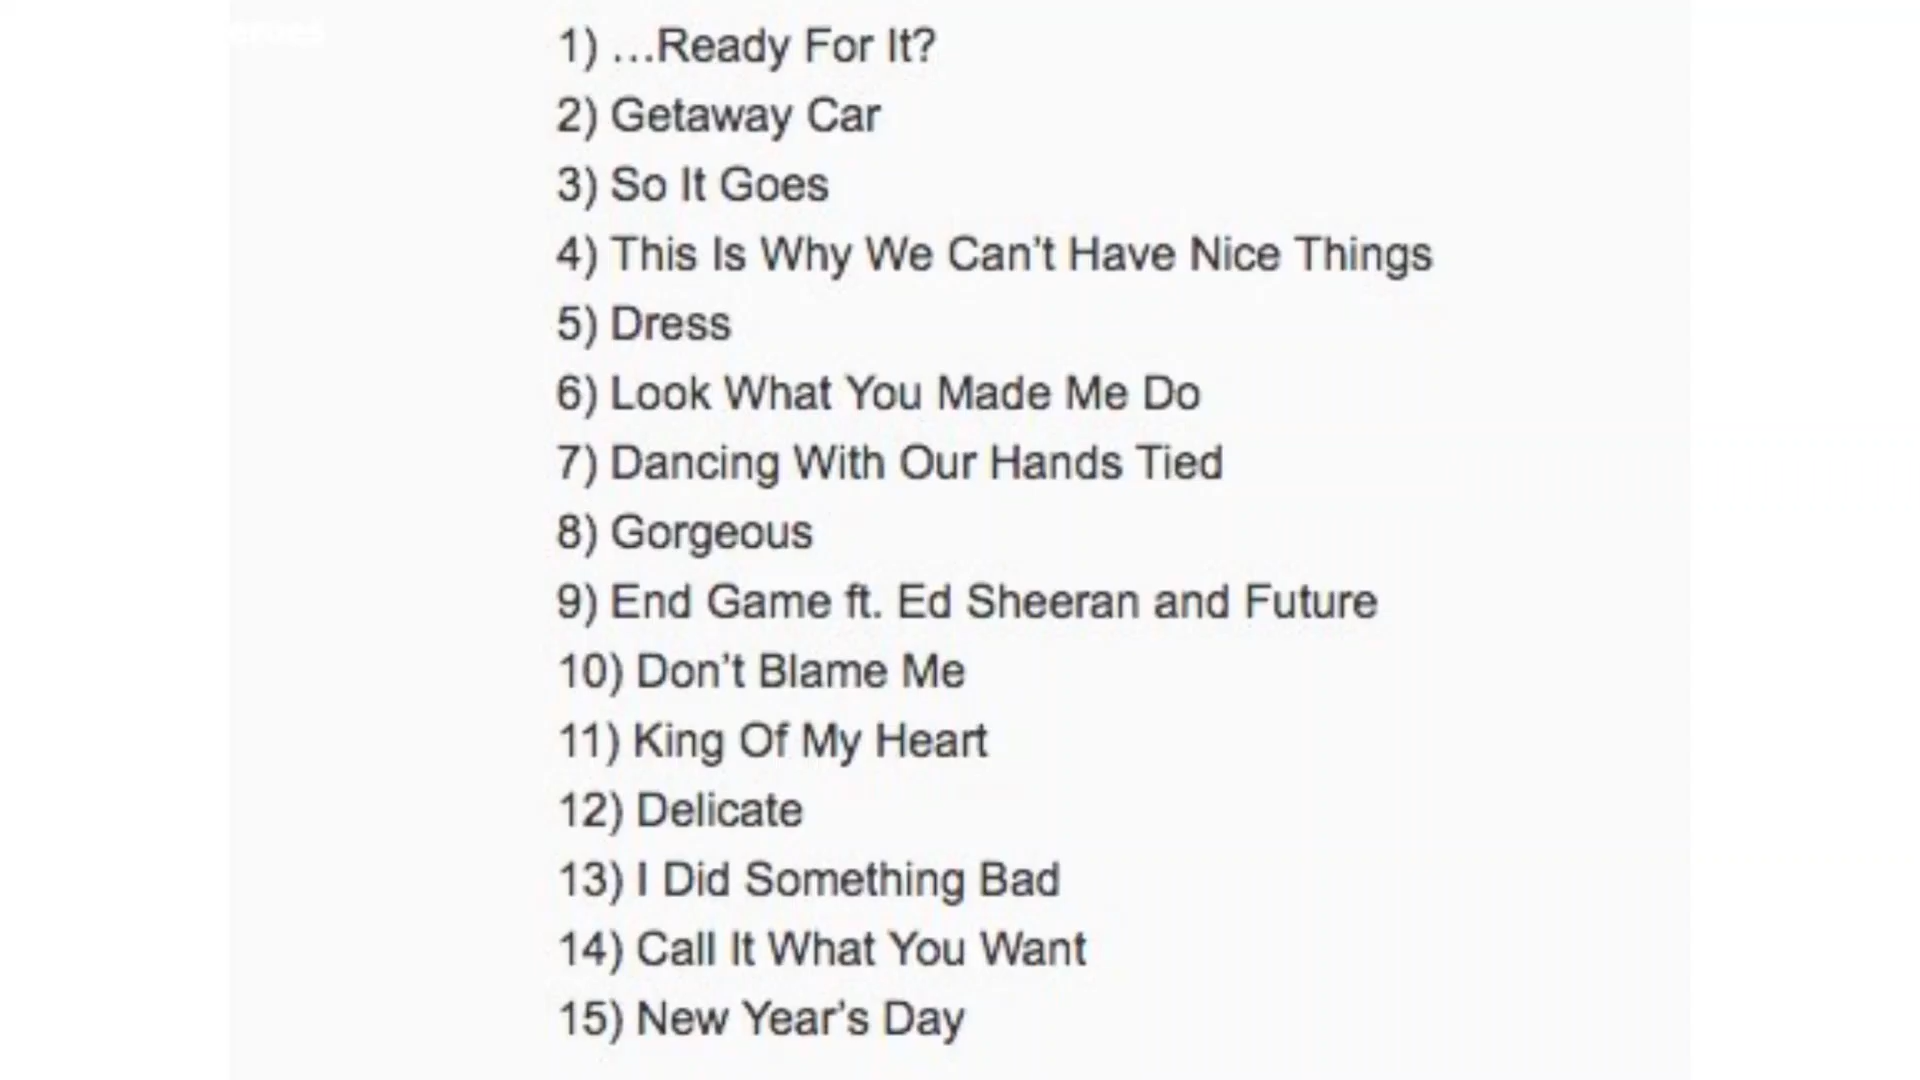 1) …Ready For It?
2) Getaway Car
3) So It Goes
4) This Is Why We Can’t Have Nice Things
5) Dress
6) Look What You Made Me Do
7) Dancing With Our Hands Tied
8) Gorgeous
9) End Game ft. Ed Sheeran and Future
10) Don’t Blame Me
11) King Of My Heart
12) Delicate
13) I Did Something Bad
14) Call It What You Want
15) New Year’s Day